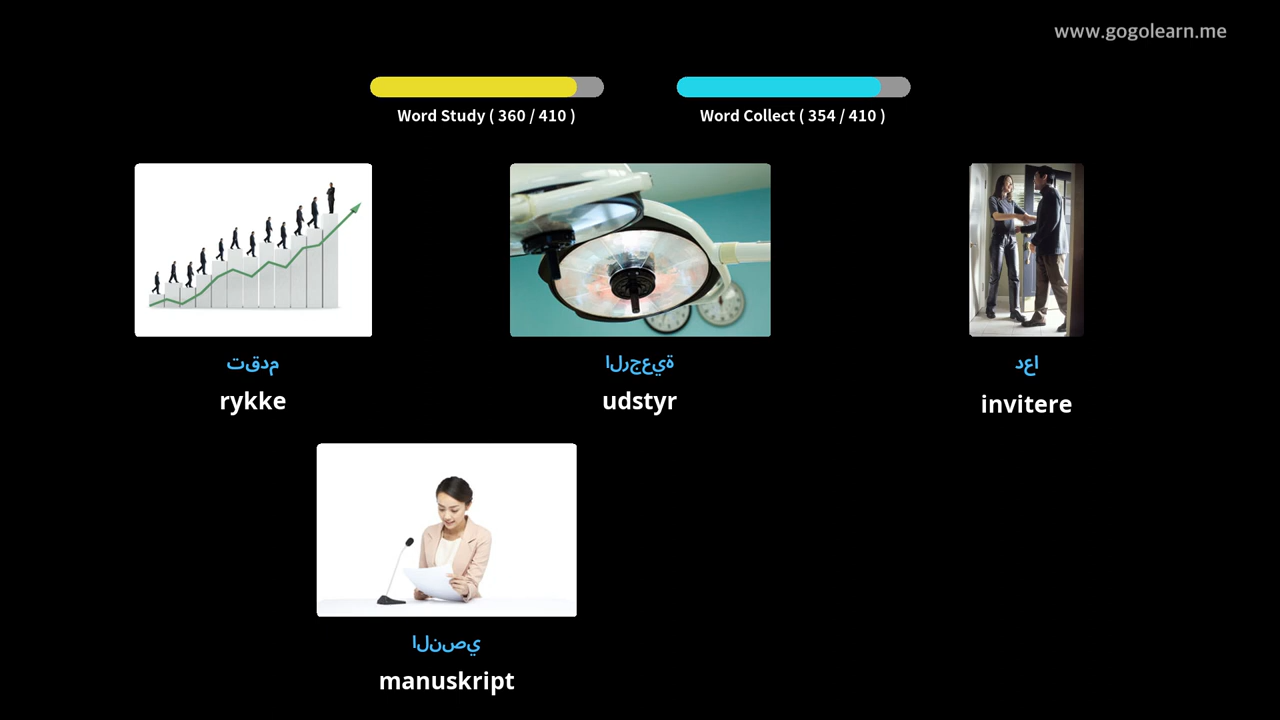 www.gogolearn.me
Word Study ( 360 / 410 )
Word Collect ( 354 / 410 )
تقدم
rykke
الرجعية
udstyr
دعا
invitere
النصي
manuskript